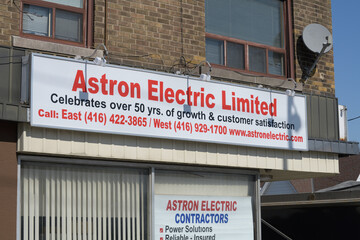 Astron Electric Limited
Celebrates over 50 yrs. of growth & customer satisfaction
Call: East (416) 422-3865 / West (416) 929-1700 www.astronelectric.com
ASTRON ELECTRIC
CONTRACTORS
• Power Solutions
• Reliable - Insured